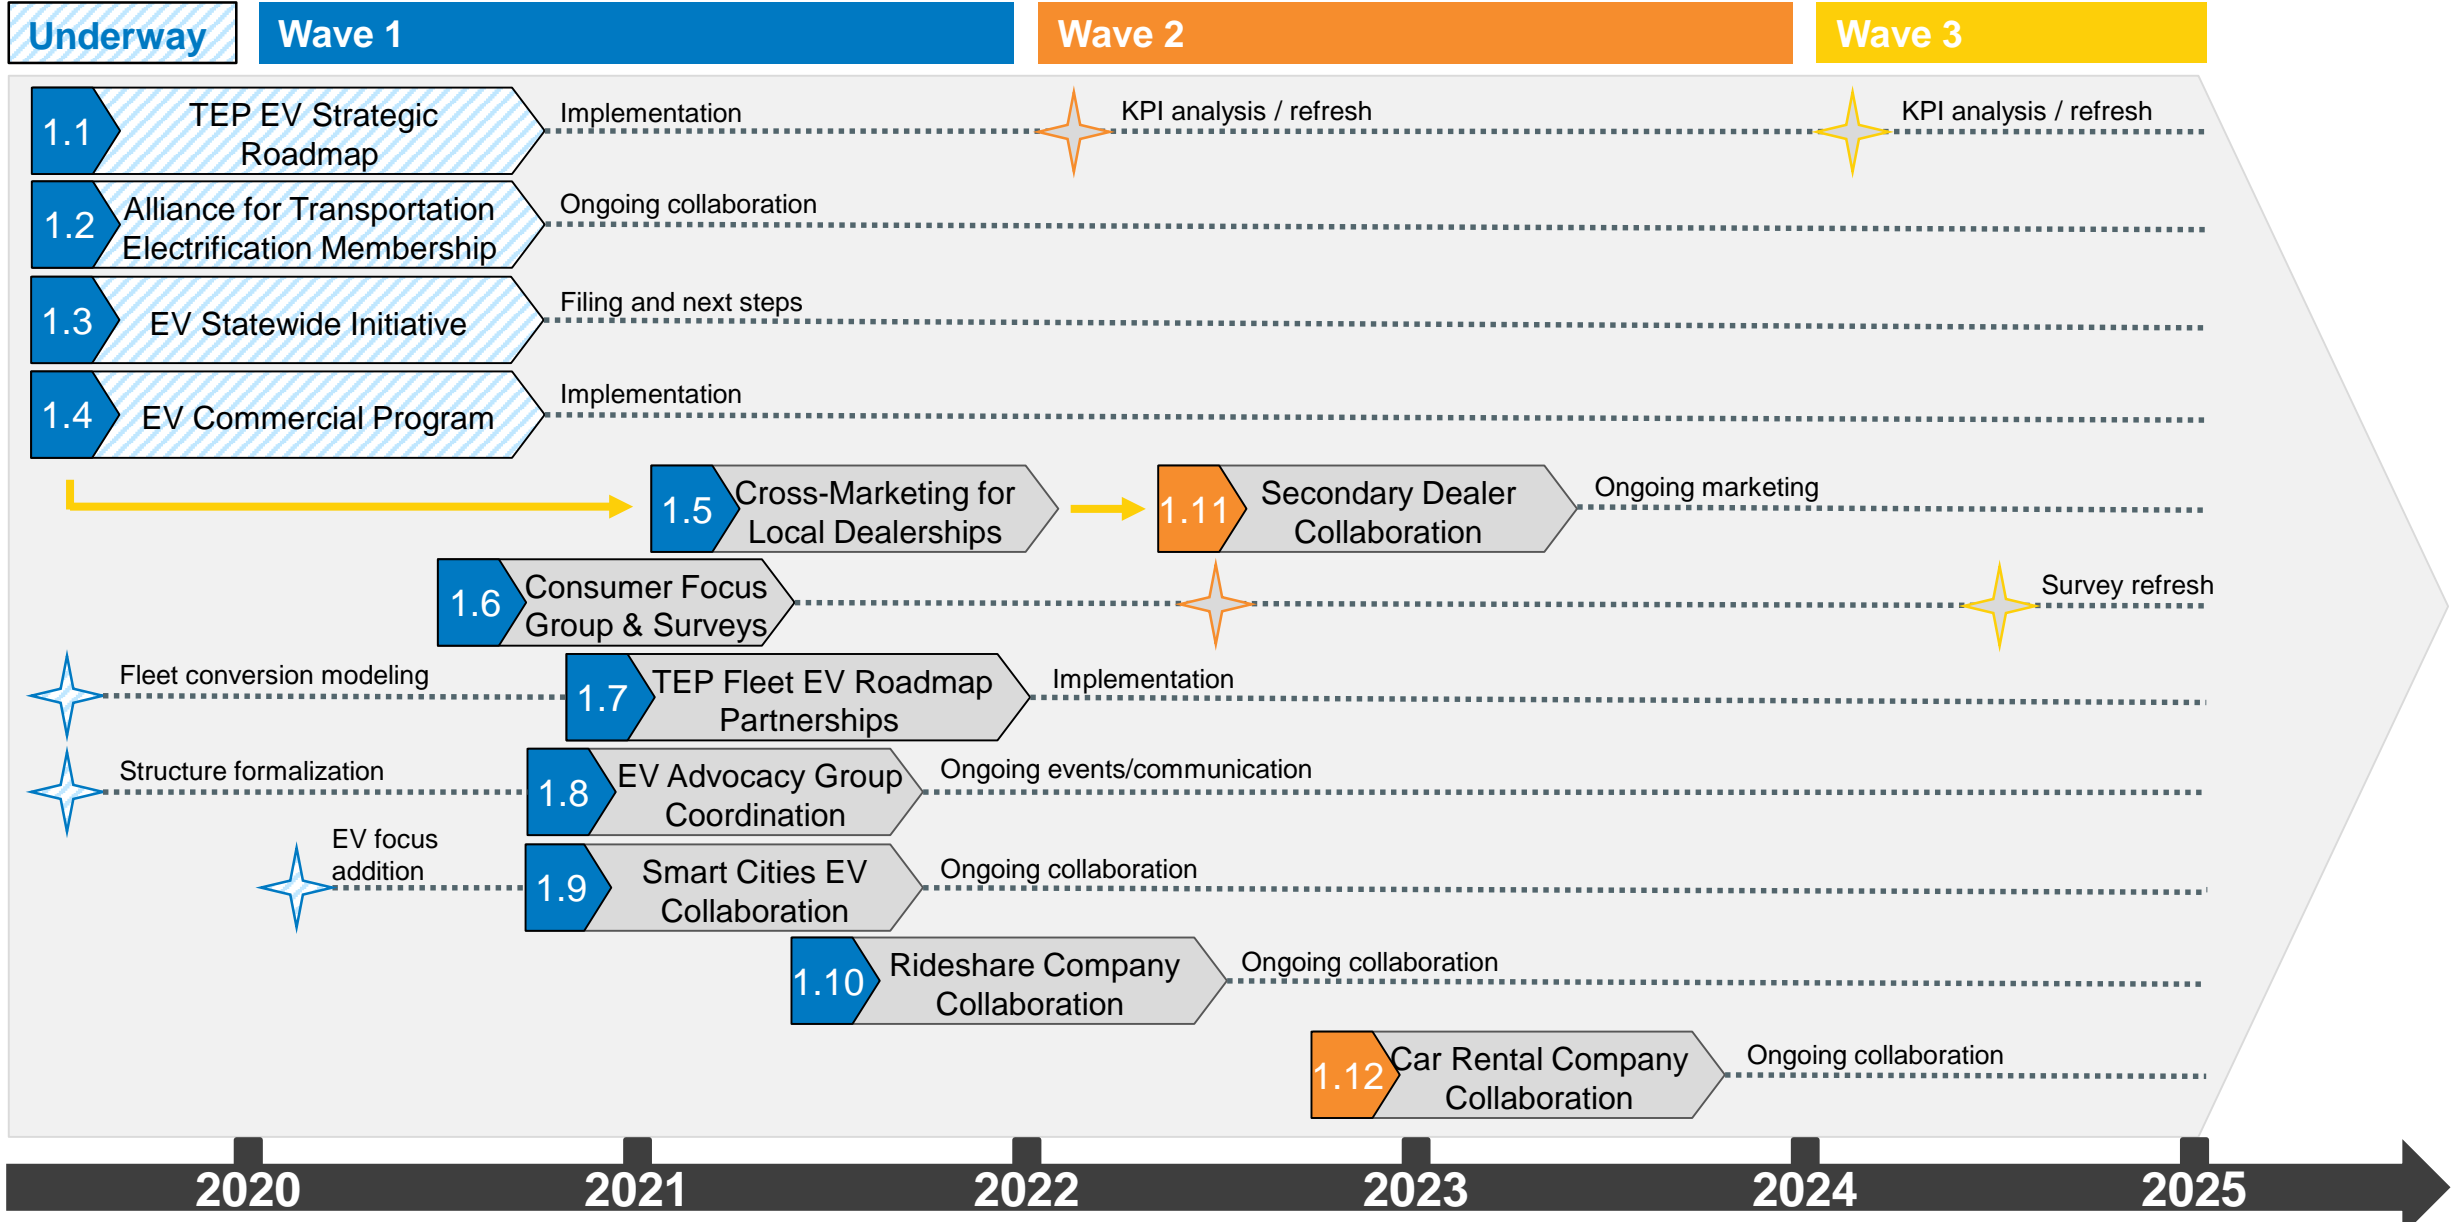 Underway
Wave 1
Wave 2
Wave 3
1.1
TEP EV Strategic
Roadmap
Implementation
KPI analysis / refresh
KPI analysis / refresh
1.2
Alliance for Transportation
Electrification Membership
Ongoing collaboration
1.3
EV Statewide Initiative
Filing and next steps
1.4
EV Commercial Program
Implementation
1.5
Cross-Marketing for
Local Dealerships
1.11
Secondary Dealer
Collaboration
Ongoing marketing
1.6
Consumer Focus
Group & Surveys
Survey refresh
Fleet conversion modeling
1.7
TEP Fleet EV Roadmap
Partnerships
Implementation
Structure formalization
1.8
EV Advocacy Group
Coordination
Ongoing events/communication
EV focus
addition
1.9
Smart Cities EV
Collaboration
Ongoing collaboration
1.10
Rideshare Company
Collaboration
Ongoing collaboration
1.12
Car Rental Company
Collaboration
Ongoing collaboration
2020
2021
2022
2023
2024
2025